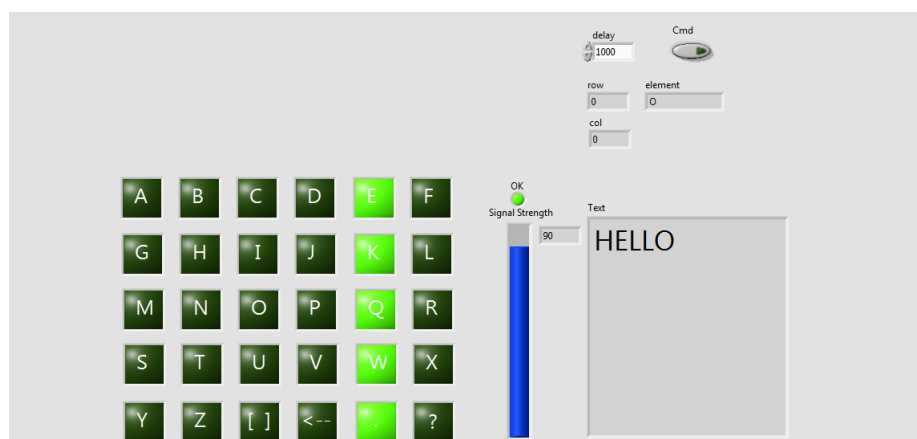 delay
Cmd
1000
row
element
0
O
col
0
A B C D E F
G H I J K L
M N O P Q R
S T U V W X
Y Z [ ] <-- . ?
OK
Signal Strength
90
Text
HELLO